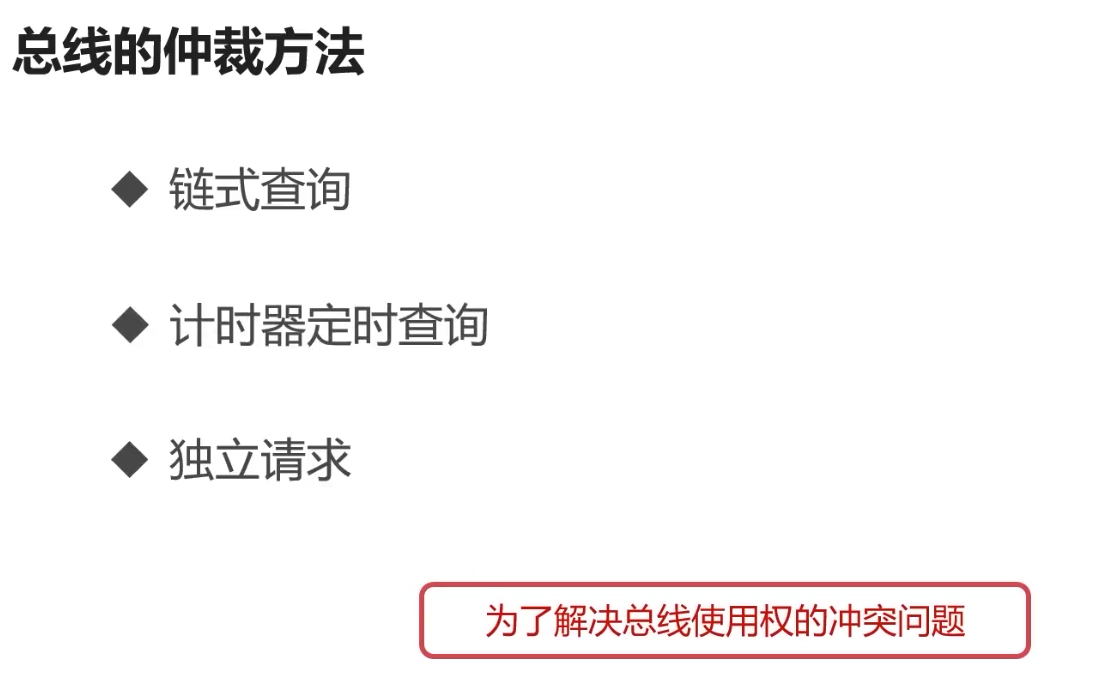 总线的仲裁方法
◆ 链式查询
◆ 计时器定时查询
◆ 独立请求
为了解决总线使用权的冲突问题